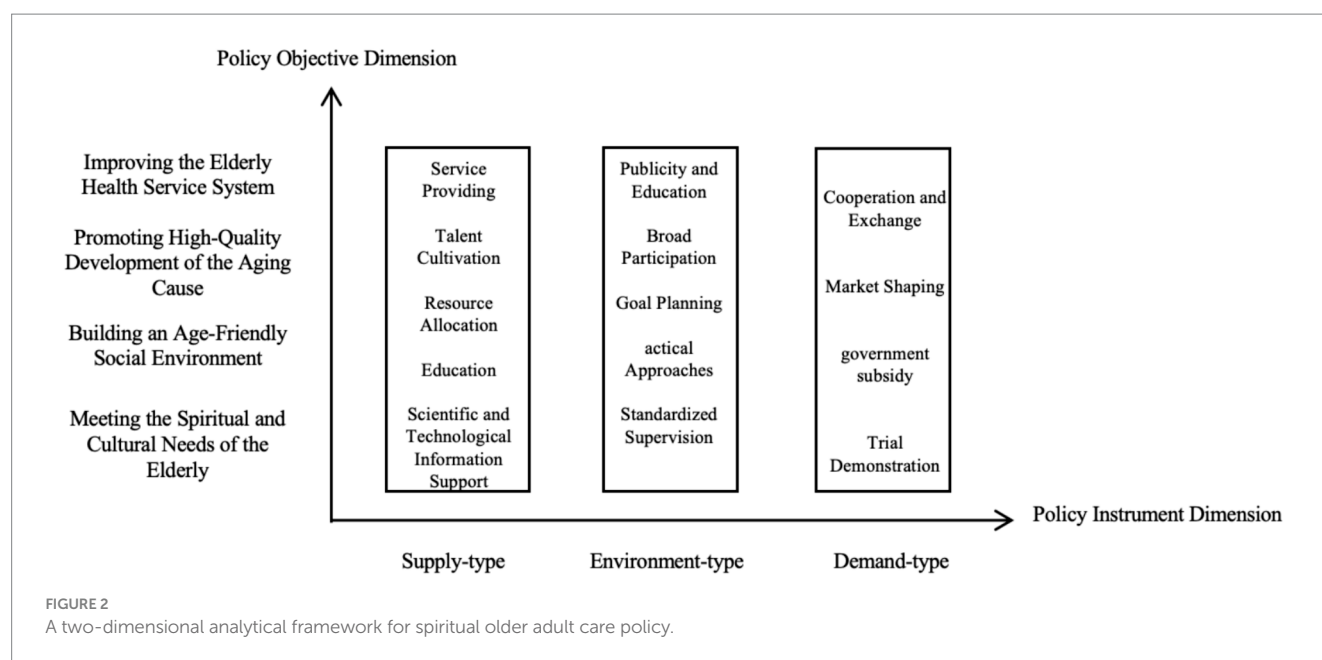 Policy Objective Dimension
Improving the Elderly
Health Service System
Promoting High-Quality
Development of the Aging
Cause
Building an Age-Friendly
Social Environment
Meeting the Spiritual and
Cultural Needs of the
Elderly
Service
Providing
Talent
Cultivation
Resource
Allocation
Education
Scientific and
Technological
Information
Support
Publicity and
Education
Broad
Participation
Goal Planning
actical
Approaches
Standardized
Supervision
Cooperation and
Exchange
Market Shaping
government
subsidy
Trial
Demonstration
Policy Instrument Dimension
Supply-type
Environment-type
Demand-type
FIGURE 2
A two-dimensional analytical framework for spiritual older adult care policy.